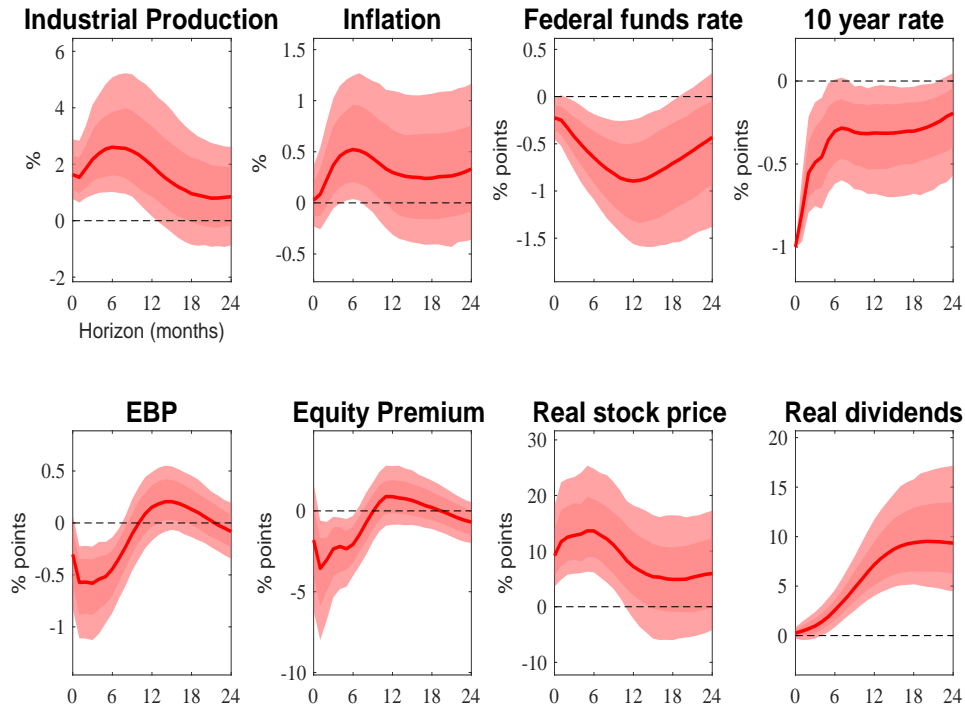 Industrial Production
6
4
2
0
-2
%
0 6 12 18 24
Horizon (months)
Inflation
1.5
1
0.5
0
-0.5
%
0 6 12 18 24
Federal funds rate
0.5
0
-0.5
-1
-1.5
% points
0 6 12 18 24
10 year rate
0
-0.5
-1
% points
0 6 12 18 24
EBP
0.5
0
-0.5
-1
% points
0 6 12 18 24
Equity Premium
0
-5
-10
% points
0 6 12 18 24
Real stock price
30
20
10
0
-10
% points
0 6 12 18 24
Real dividends
20
15
10
5
0
% points
0 6 12 18 24